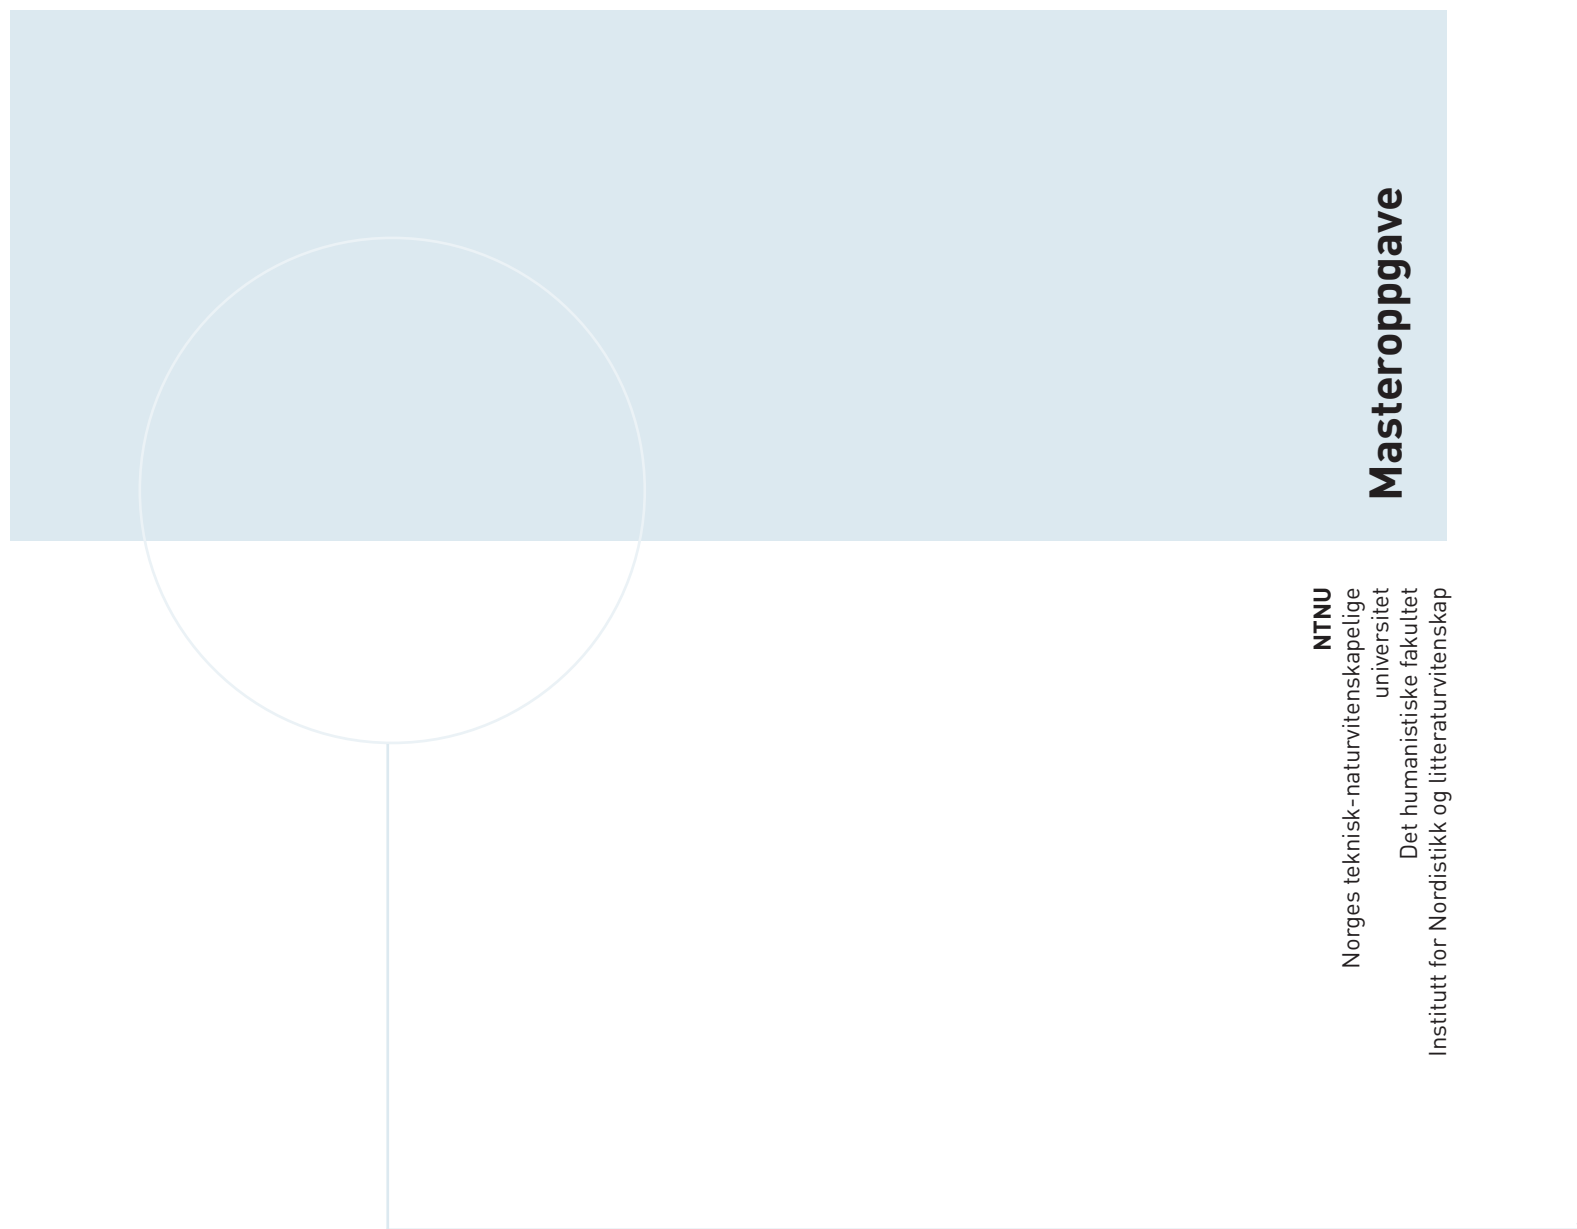 Masteroppgave
NTNU
Norges teknisk-naturvitenskapelige
universitet
Det humanistiske fakultet
Institutt for Nordistikk og litteraturvitenskap